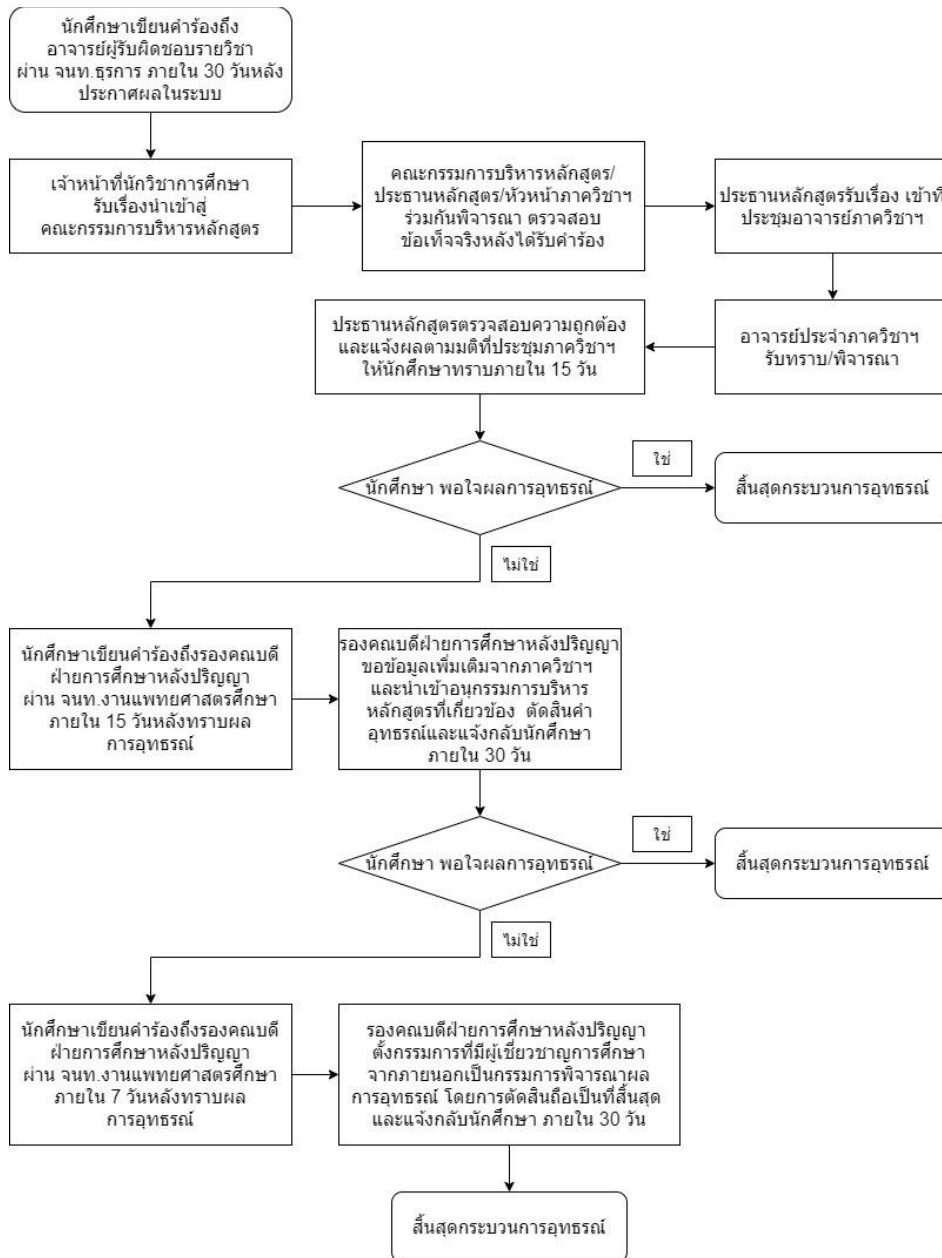 นักศึกษาเขียนคำร้องถึง
อาจารย์ผู้รับผิดชอบรายวิชา
ผ่าน จนท.ธุรการ ภายใน 30 วันหลัง
ประกาศผลในระบบ
เจ้าหน้าที่นักวิชาการศึกษา
รับเรื่องนำเข้าสู่
คณะกรรมการบริหารหลักสูตร
คณะกรรมการบริหารหลักสูตร/
ประธานหลักสูตร/หัวหน้าภาควิชาฯ
ร่วมกันพิจารณา ตรวจสอบ
ข้อเท็จจริงหลังได้รับคำร้อง
ประธานหลักสูตรรับเรื่อง เข้าที่
ประชุมอาจารย์ภาควิชาฯ
อาจารย์ประจำภาควิชาฯ
รับทราบ/พิจารณา
ประธานหลักสูตรตรวจสอบความถูกต้อง
และแจ้งผลตามมติที่ประชุมภาควิชาฯ
ให้นักศึกษาทราบภายใน 15 วัน
นักศึกษา พอใจผลการอุทธรณ์
ใช่
สิ้นสุดกระบวนการอุทธรณ์
ไม่ใช่
นักศึกษาเขียนคำร้องถึงรองคณบดี
ฝ่ายการศึกษาหลังปริญญา
ผ่าน จนท.งานแพทยศาสตรศึกษา
ภายใน 15 วันหลังทราบผล
การอุทธรณ์
รองคณบดีฝ่ายการศึกษาหลังปริญญา
ขอข้อมูลเพิ่มเติมจากภาควิชาฯ
และนำเข้าอนุกรรมการบริหาร
หลักสูตรที่เกี่ยวข้อง ตัดสินคำ
อุทธรณ์และแจ้งกลับนักศึกษา
ภายใน 30 วัน
นักศึกษา พอใจผลการอุทธรณ์
ใช่
สิ้นสุดกระบวนการอุทธรณ์
ไม่ใช่
นักศึกษาเขียนคำร้องถึงรองคณบดี
ฝ่ายการศึกษาหลังปริญญา
ผ่าน จนท.งานแพทยศาสตรศึกษา
ภายใน 7 วันหลังทราบผล
การอุทธรณ์
รองคณบดีฝ่ายการศึกษาหลังปริญญา
ตั้งกรรมการที่มีผู้เชี่ยวชาญการศึกษา
จากภายนอกเป็นกรรมการพิจารณาผล
การอุทธรณ์ โดยการตัดสินถือเป็นที่สิ้นสุด
และแจ้งกลับนักศึกษา ภายใน 30 วัน
สิ้นสุดกระบวนการอุทธรณ์